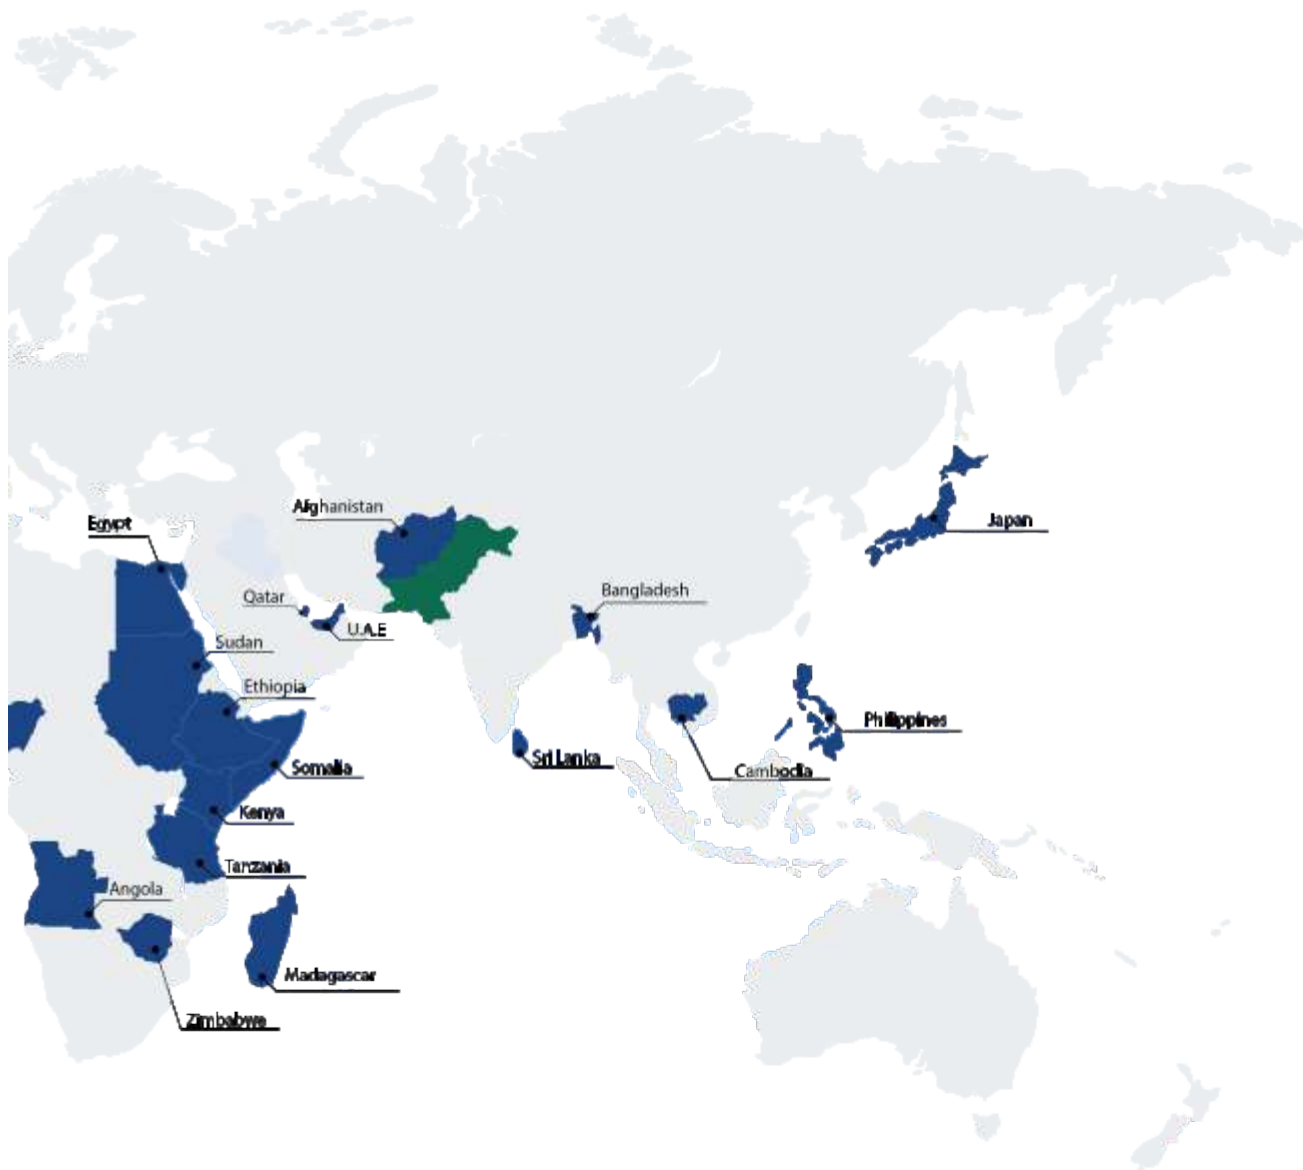 Afghanistan
Egypt
Japan
Bangladesh
Qatar
U.A.E
Sudan
Ethiopia
Philippines
Sri Lanka
Somalia
Cambodia
Kenya
Tanzania
Angola
Madagascar
Zimbabwe